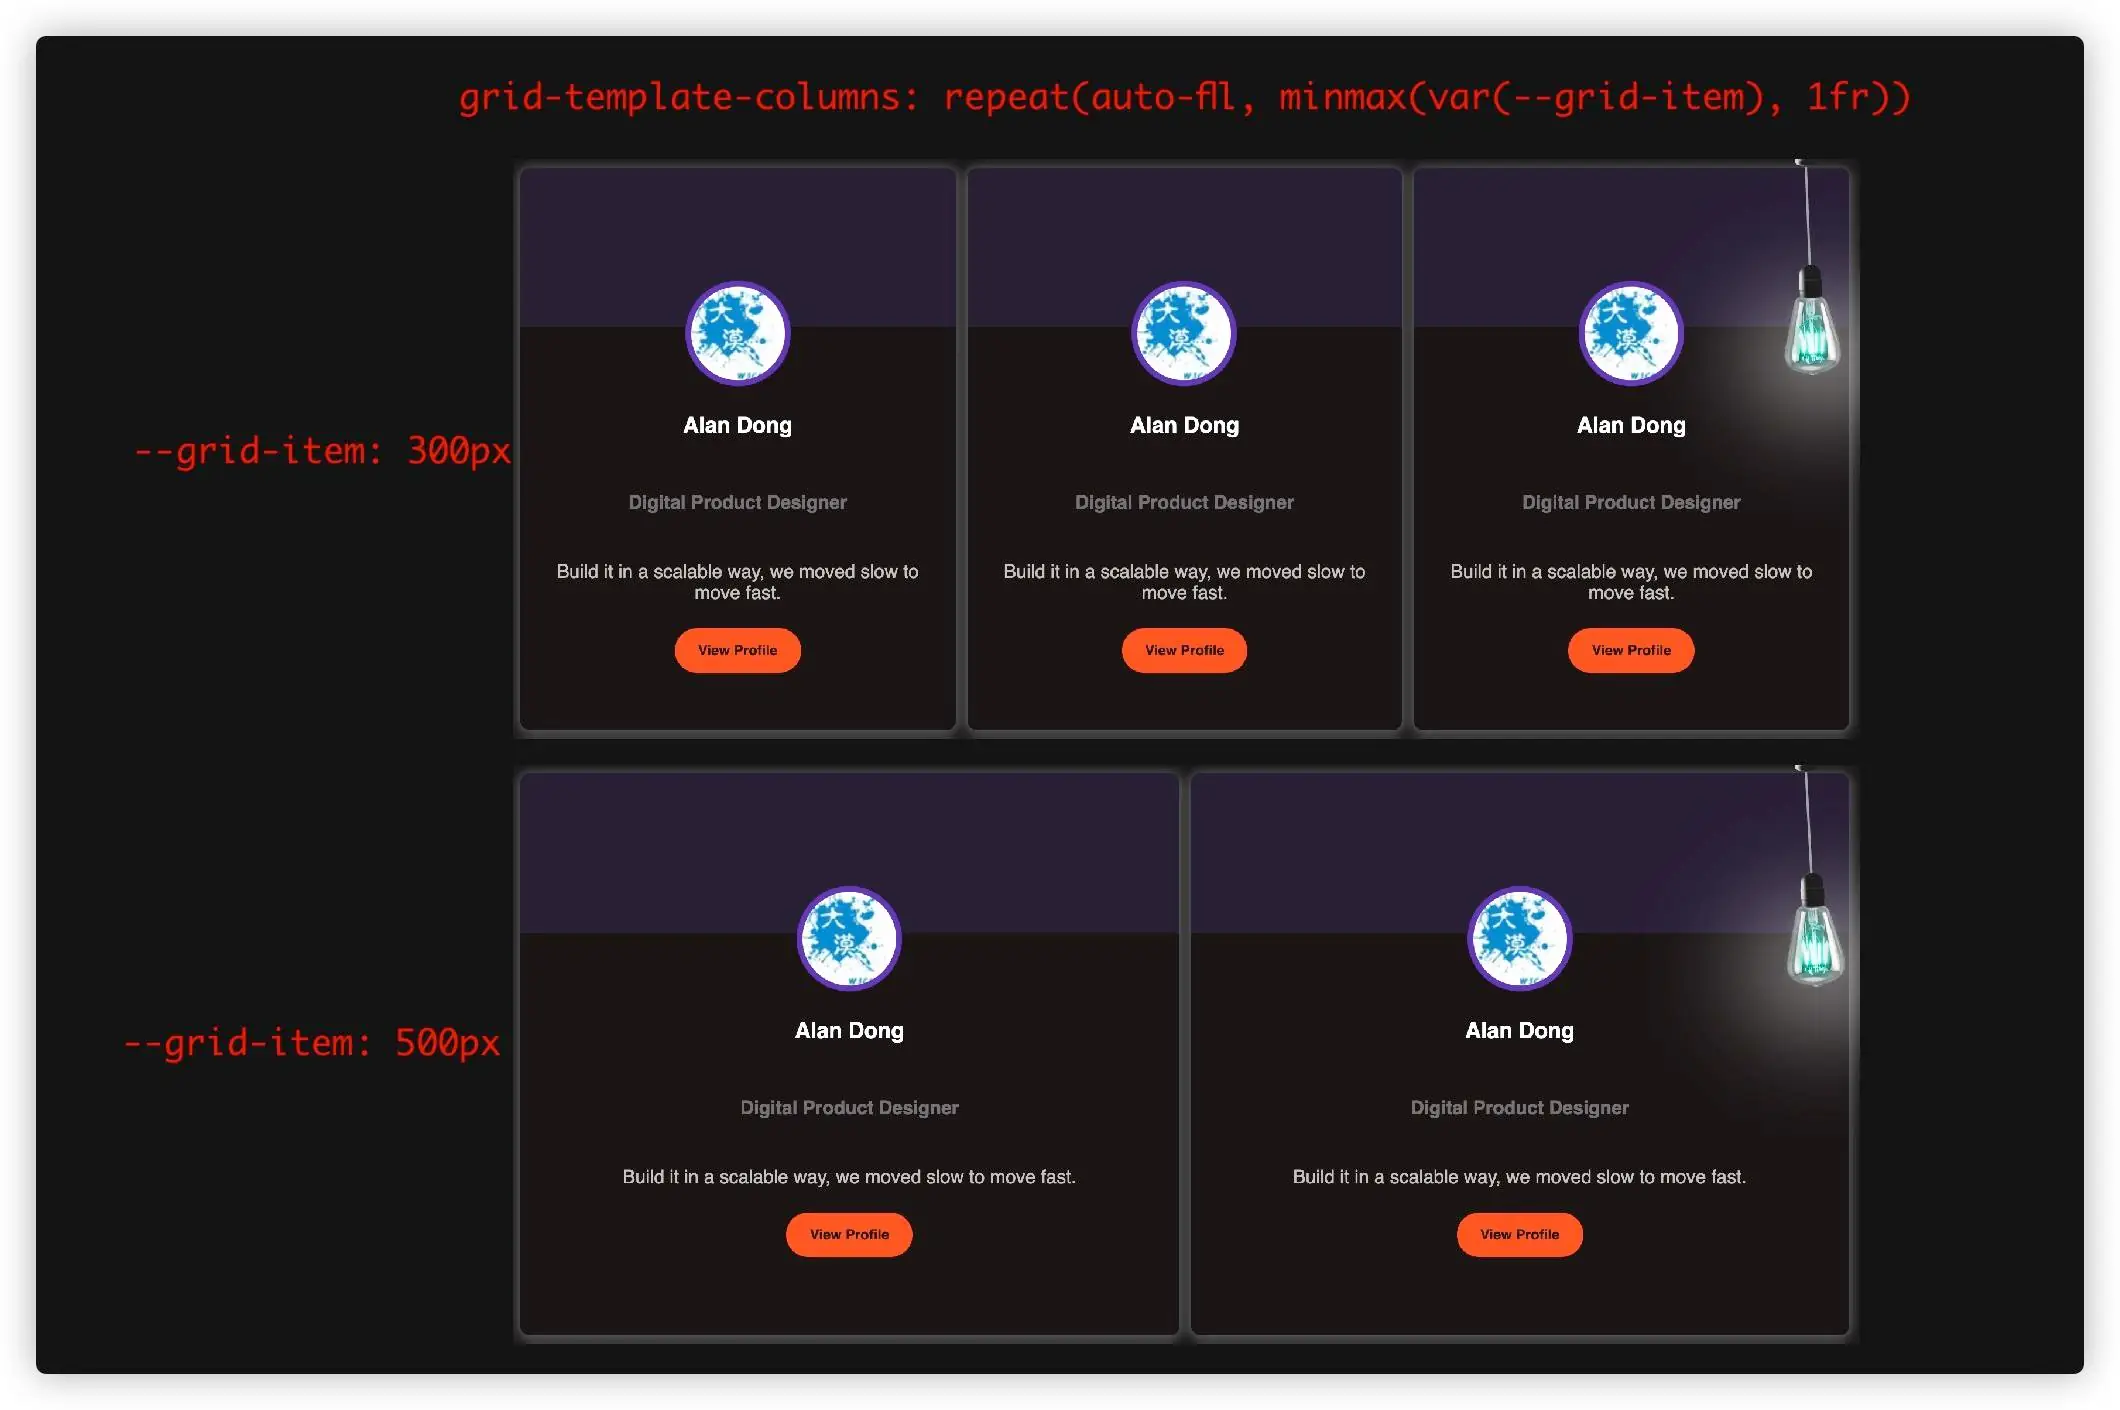 grid-template-columns: repeat(auto-fill, minmax(var(--grid-item), 1fr))
--grid-item: 300px
大
漠
Alan Dong
Digital Product Designer
Build it in a scalable way, we moved slow to
move fast.
View Profile
大
漠
Alan Dong
Digital Product Designer
Build it in a scalable way, we moved slow to
move fast.
View Profile
大
漠
Alan Dong
Digital Product Designer
Build it in a scalable way, we moved slow to
move fast.
View Profile
--grid-item: 500px
大
漠
Alan Dong
Digital Product Designer
Build it in a scalable way, we moved slow to move fast.
View Profile
大
漠
Alan Dong
Digital Product Designer
Build it in a scalable way, we moved slow to move fast.
View Profile